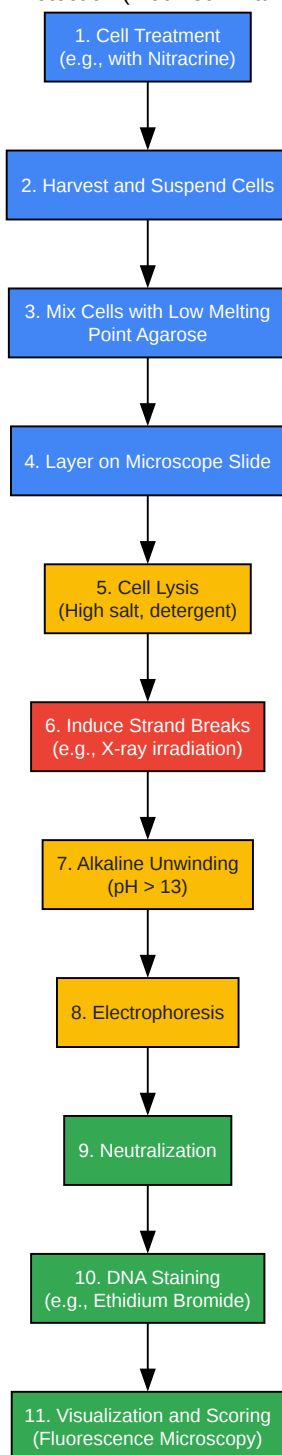 1. Cell Treatment
(e.g., with Nitracrine)
2. Harvest and Suspend Cells
3. Mix Cells with Low Melting
Point Agarose
4. Layer on Microscope Slide
5. Cell Lysis
(High salt, detergent)
6. Induce Strand Breaks
(e.g., X-ray irradiation)
7. Alkaline Unwinding
(pH > 13)
8. Electrophoresis
9. Neutralization
10. DNA Staining
(e.g., Ethidium Bromide)
11. Visualization and Scoring
(Fluorescence Microscopy)